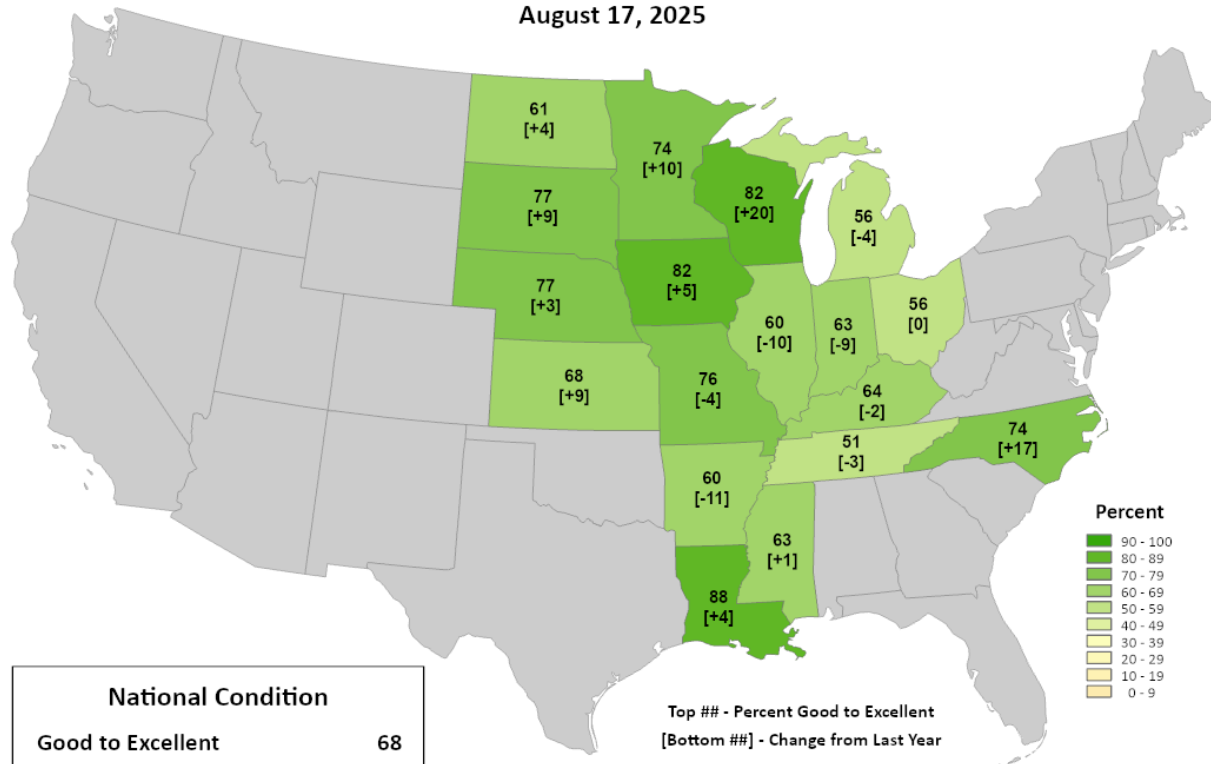 August 17, 2025
61
[+4]
74
[+10]
82
[+20]
56
[-4]
77
[+9]
77
[+3]
82
[+5]
60
[-10]
63
[-9]
56
[0]
68
[+9]
76
[-4]
64
[-2]
51
[-3]
74
[+17]
60
[-11]
63
[+1]
88
[+4]
Percent
90 - 100
80 - 89
70 - 79
60 - 69
50 - 59
40 - 49
30 - 39
20 - 29
10 - 19
0 - 9
National Condition
Good to Excellent 68
Top ## - Percent Good to Excellent
[Bottom ##] - Change from Last Year